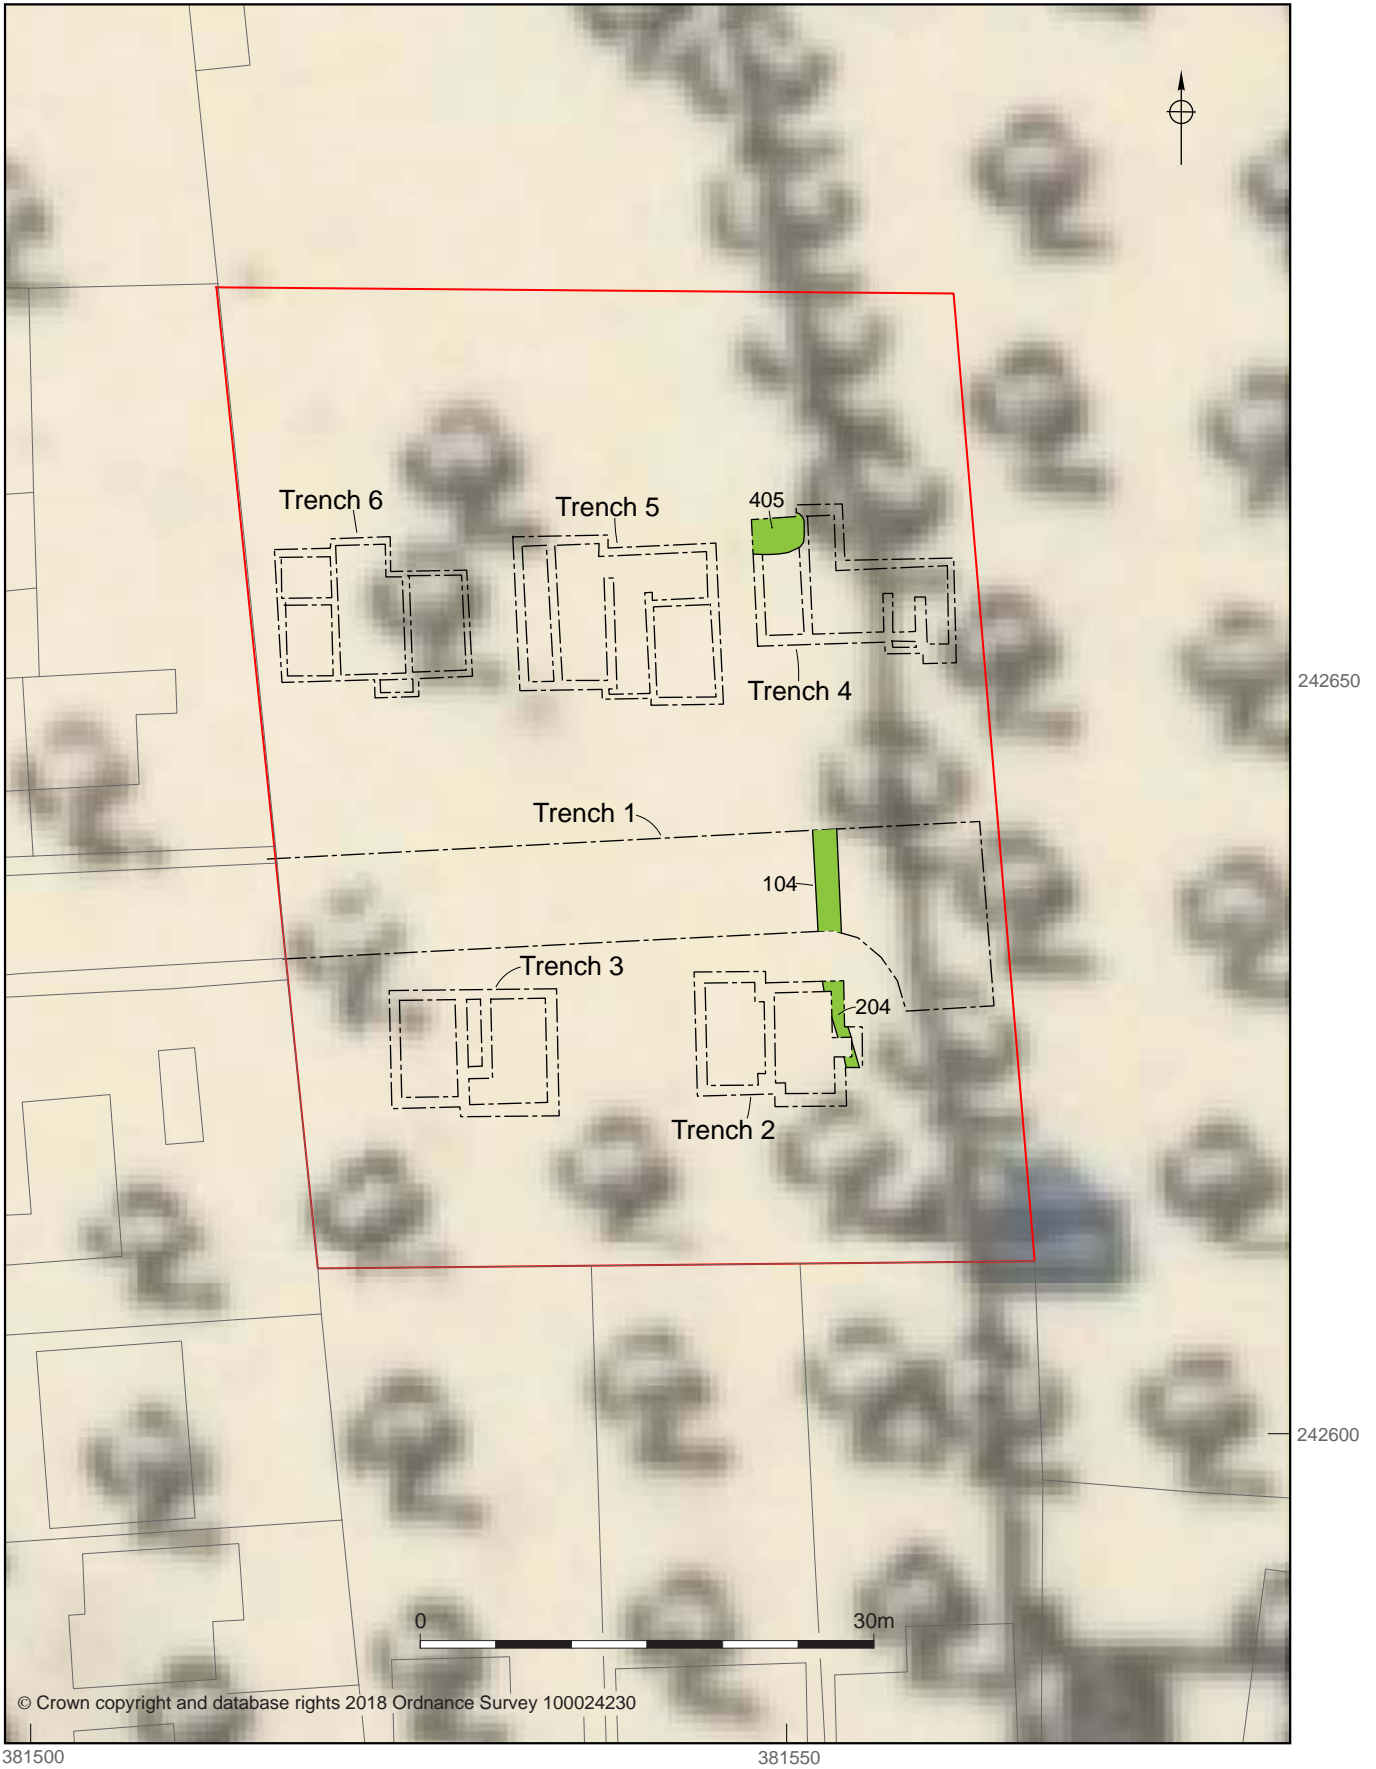 405
Trench 6
Trench 5
Trench 4
242650
Trench 1
104
Trench 3
204
Trench 2
242600
0
30m
© Crown copyright and database rights 2018 Ordnance Survey 100024230
381500
381550